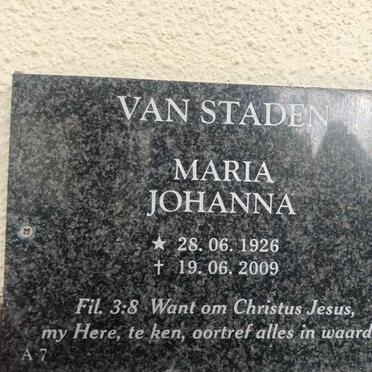 VAN STADEN
MARIA
JOHANNA
★ 28.06.1926
† 19.06.2009
Fil. 3:8 Want om Christus Jesus,
my Here, te ken, oortref alles in waard
A 7